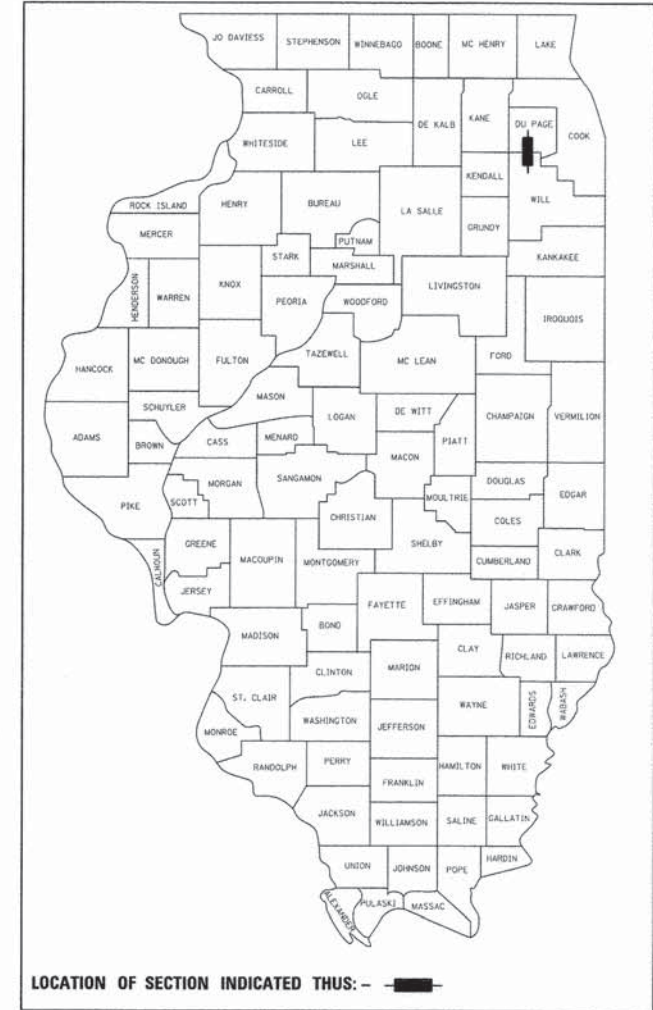 JO DAVIESS
STEPHENSON
WINNEBAGO
BOONE
MC HENRY
LAKE
CARROLL
OGLE
DE KALB
KANE
DU PAGE
COOK
WHITESIDE
LEE
KENDALL
WILL
ROCK ISLAND
HENRY
BUREAU
LA SALLE
GRUNDY
MERCER
PUTNAM
KANKAKEE
HENDERSON
WARREN
KNOX
STARK
MARSHALL
LIVINGSTON
PEORIA
WOODFORD
IROQUOIS
HANCOCK
MC DONOUGH
FULTON
TAZEWELL
MC LEAN
FORD
SCHUYLER
MASON
LOGAN
DE WITT
CHAMPAIGN
VERMILION
ADAMS
BROWN
CASS
MENARD
MACON
PIATT
PIKE
SCOTT
MORGAN
SANGAMON
CHRISTIAN
MOULTRIE
DOUGLAS
EDGAR
COLES
CALHOUN
GREENE
MACOUPIN
MONTGOMERY
SHELBY
CUMBERLAND
CLARK
JERSEY
FAYETTE
EFFINGHAM
JASPER
CRAWFORD
MADISON
BOND
CLAY
RICHLAND
LAWRENCE
CLINTON
MARION
ST. CLAIR
WAYNE
EDWARDS
WABASH
MONROE
WASHINGTON
JEFFERSON
RANDOLPH
PERRY
HAMILTON
WHITE
FRANKLIN
JACKSON
WILLIAMSON
SALINE
GALLATIN
UNION
JOHNSON
POPE
HARDIN
ALEXANDER
PULASKI
MASSAC
LOCATION OF SECTION INDICATED THUS: -